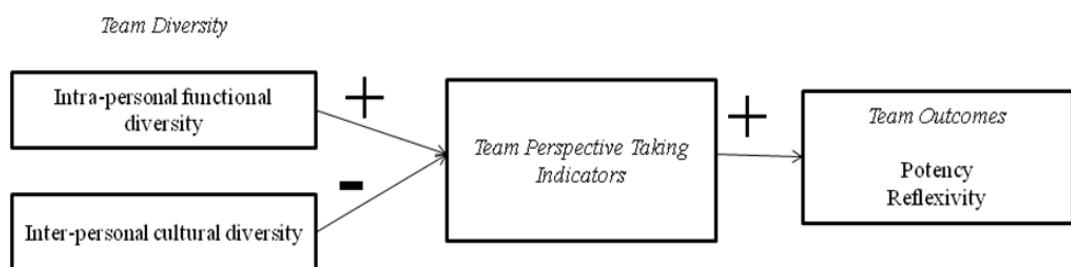 Team Diversity
Intra-personal functional
diversity
+
-
Inter-personal cultural diversity
Team Perspective Taking
Indicators
+
Team Outcomes
Potency
Reflexivity